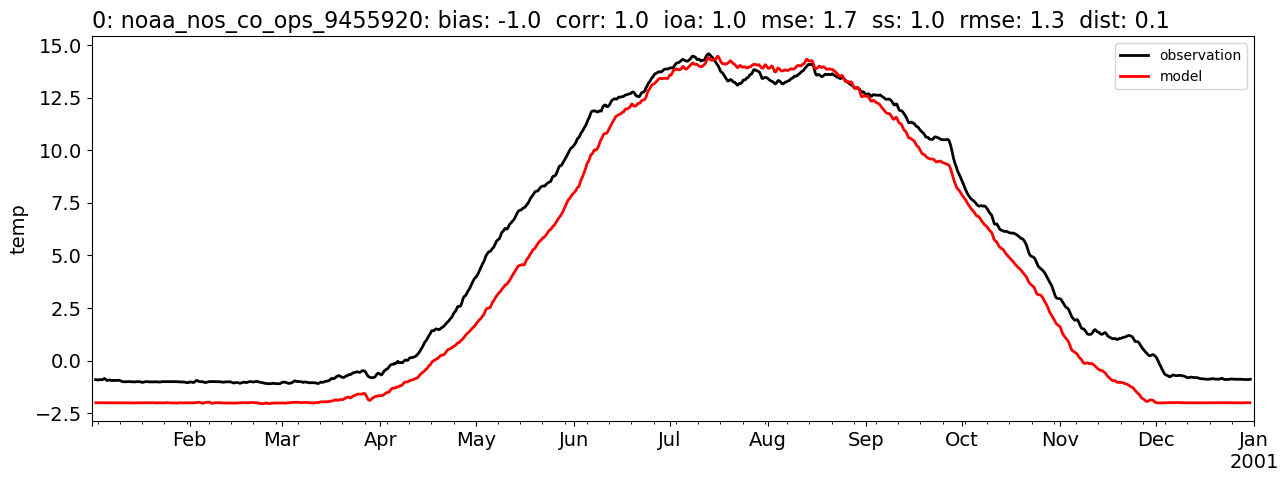 0: noaa_nos_co_ops_9455920: bias: -1.0  corr: 1.0  ioa: 1.0  mse: 1.7  ss: 1.0  rmse: 1.3  dist: 0.1
observation
model
temp
15.0
12.5
10.0
7.5
5.0
2.5
0.0
−2.5
Feb Mar Apr May Jun Jul Aug Sep Oct Nov Dec Jan
2001